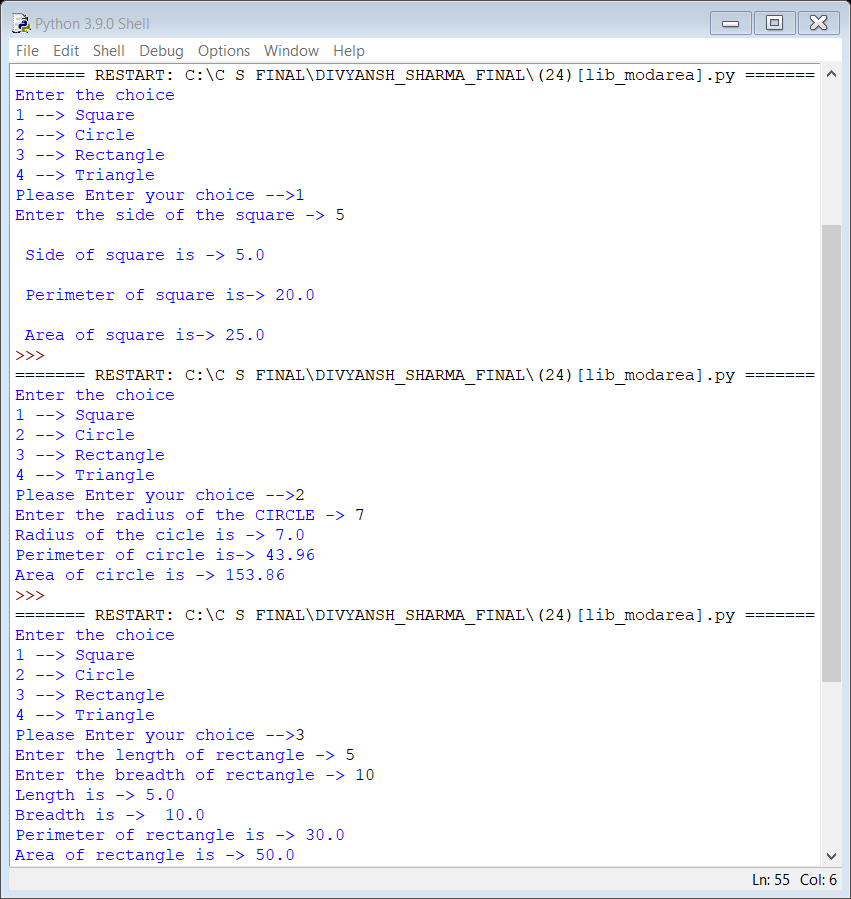 Python 3.9.0 Shell
File Edit Shell Debug Options Window Help
======= RESTART: C:\C S FINAL\DIVYANSH_SHARMA_FINAL\(24)[lib_modarea].py =======
Enter the choice
1 --> Square
2 --> Circle
3 --> Rectangle
4 --> Triangle
Please Enter your choice -->1
Enter the side of the square -> 5
Side of square is -> 5.0
Perimeter of square is-> 20.0
Area of square is-> 25.0
>>>
======= RESTART: C:\C S FINAL\DIVYANSH_SHARMA_FINAL\(24)[lib_modarea].py =======
Enter the choice
1 --> Square
2 --> Circle
3 --> Rectangle
4 --> Triangle
Please Enter your choice -->2
Enter the radius of the CIRCLE -> 7
Radius of the cicle is -> 7.0
Perimeter of circle is-> 43.96
Area of circle is -> 153.86
>>>
======= RESTART: C:\C S FINAL\DIVYANSH_SHARMA_FINAL\(24)[lib_modarea].py =======
Enter the choice
1 --> Square
2 --> Circle
3 --> Rectangle
4 --> Triangle
Please Enter your choice -->3
Enter the length of rectangle -> 5
Enter the breadth of rectangle -> 10
Length is -> 5.0
Breadth is ->  10.0
Perimeter of rectangle is -> 30.0
Area of rectangle is -> 50.0
Ln: 55 Col: 6